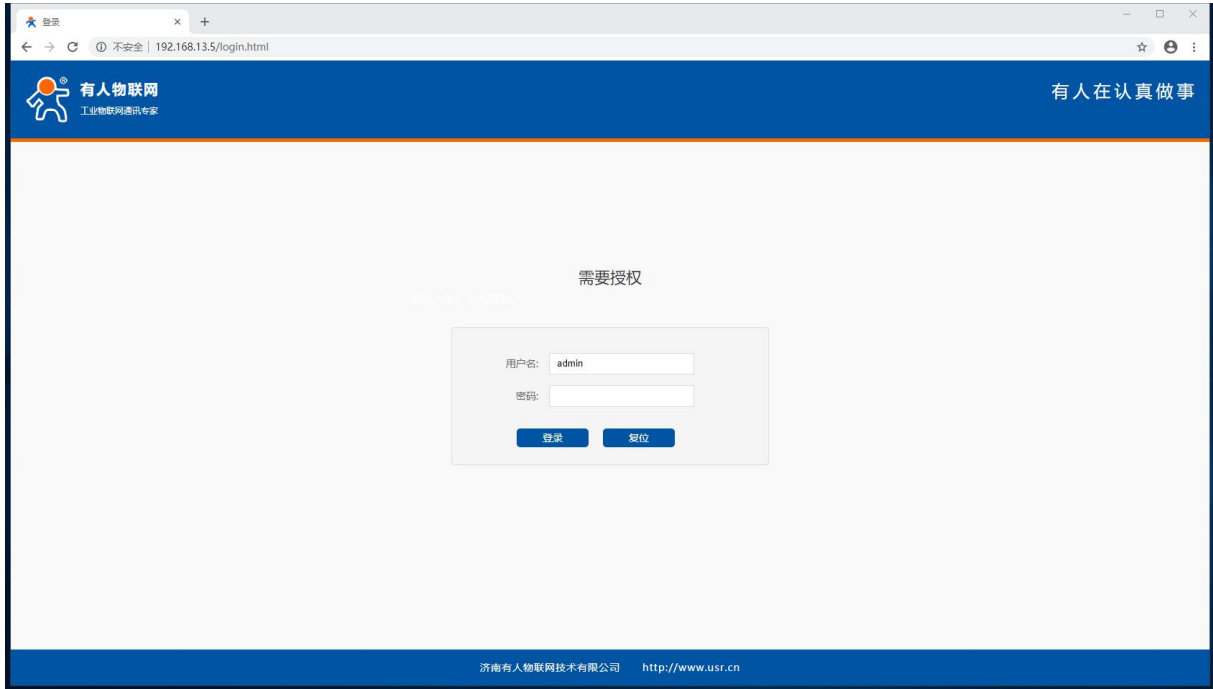 登录
不安全 | 192.168.13.5/login.html
有人物联网
®
工业物联网通讯专家
有人在认真做事
需要授权
用户名: admin
密码:
登录 复位
济南有人物联网技术有限公司 http://www.usr.cn